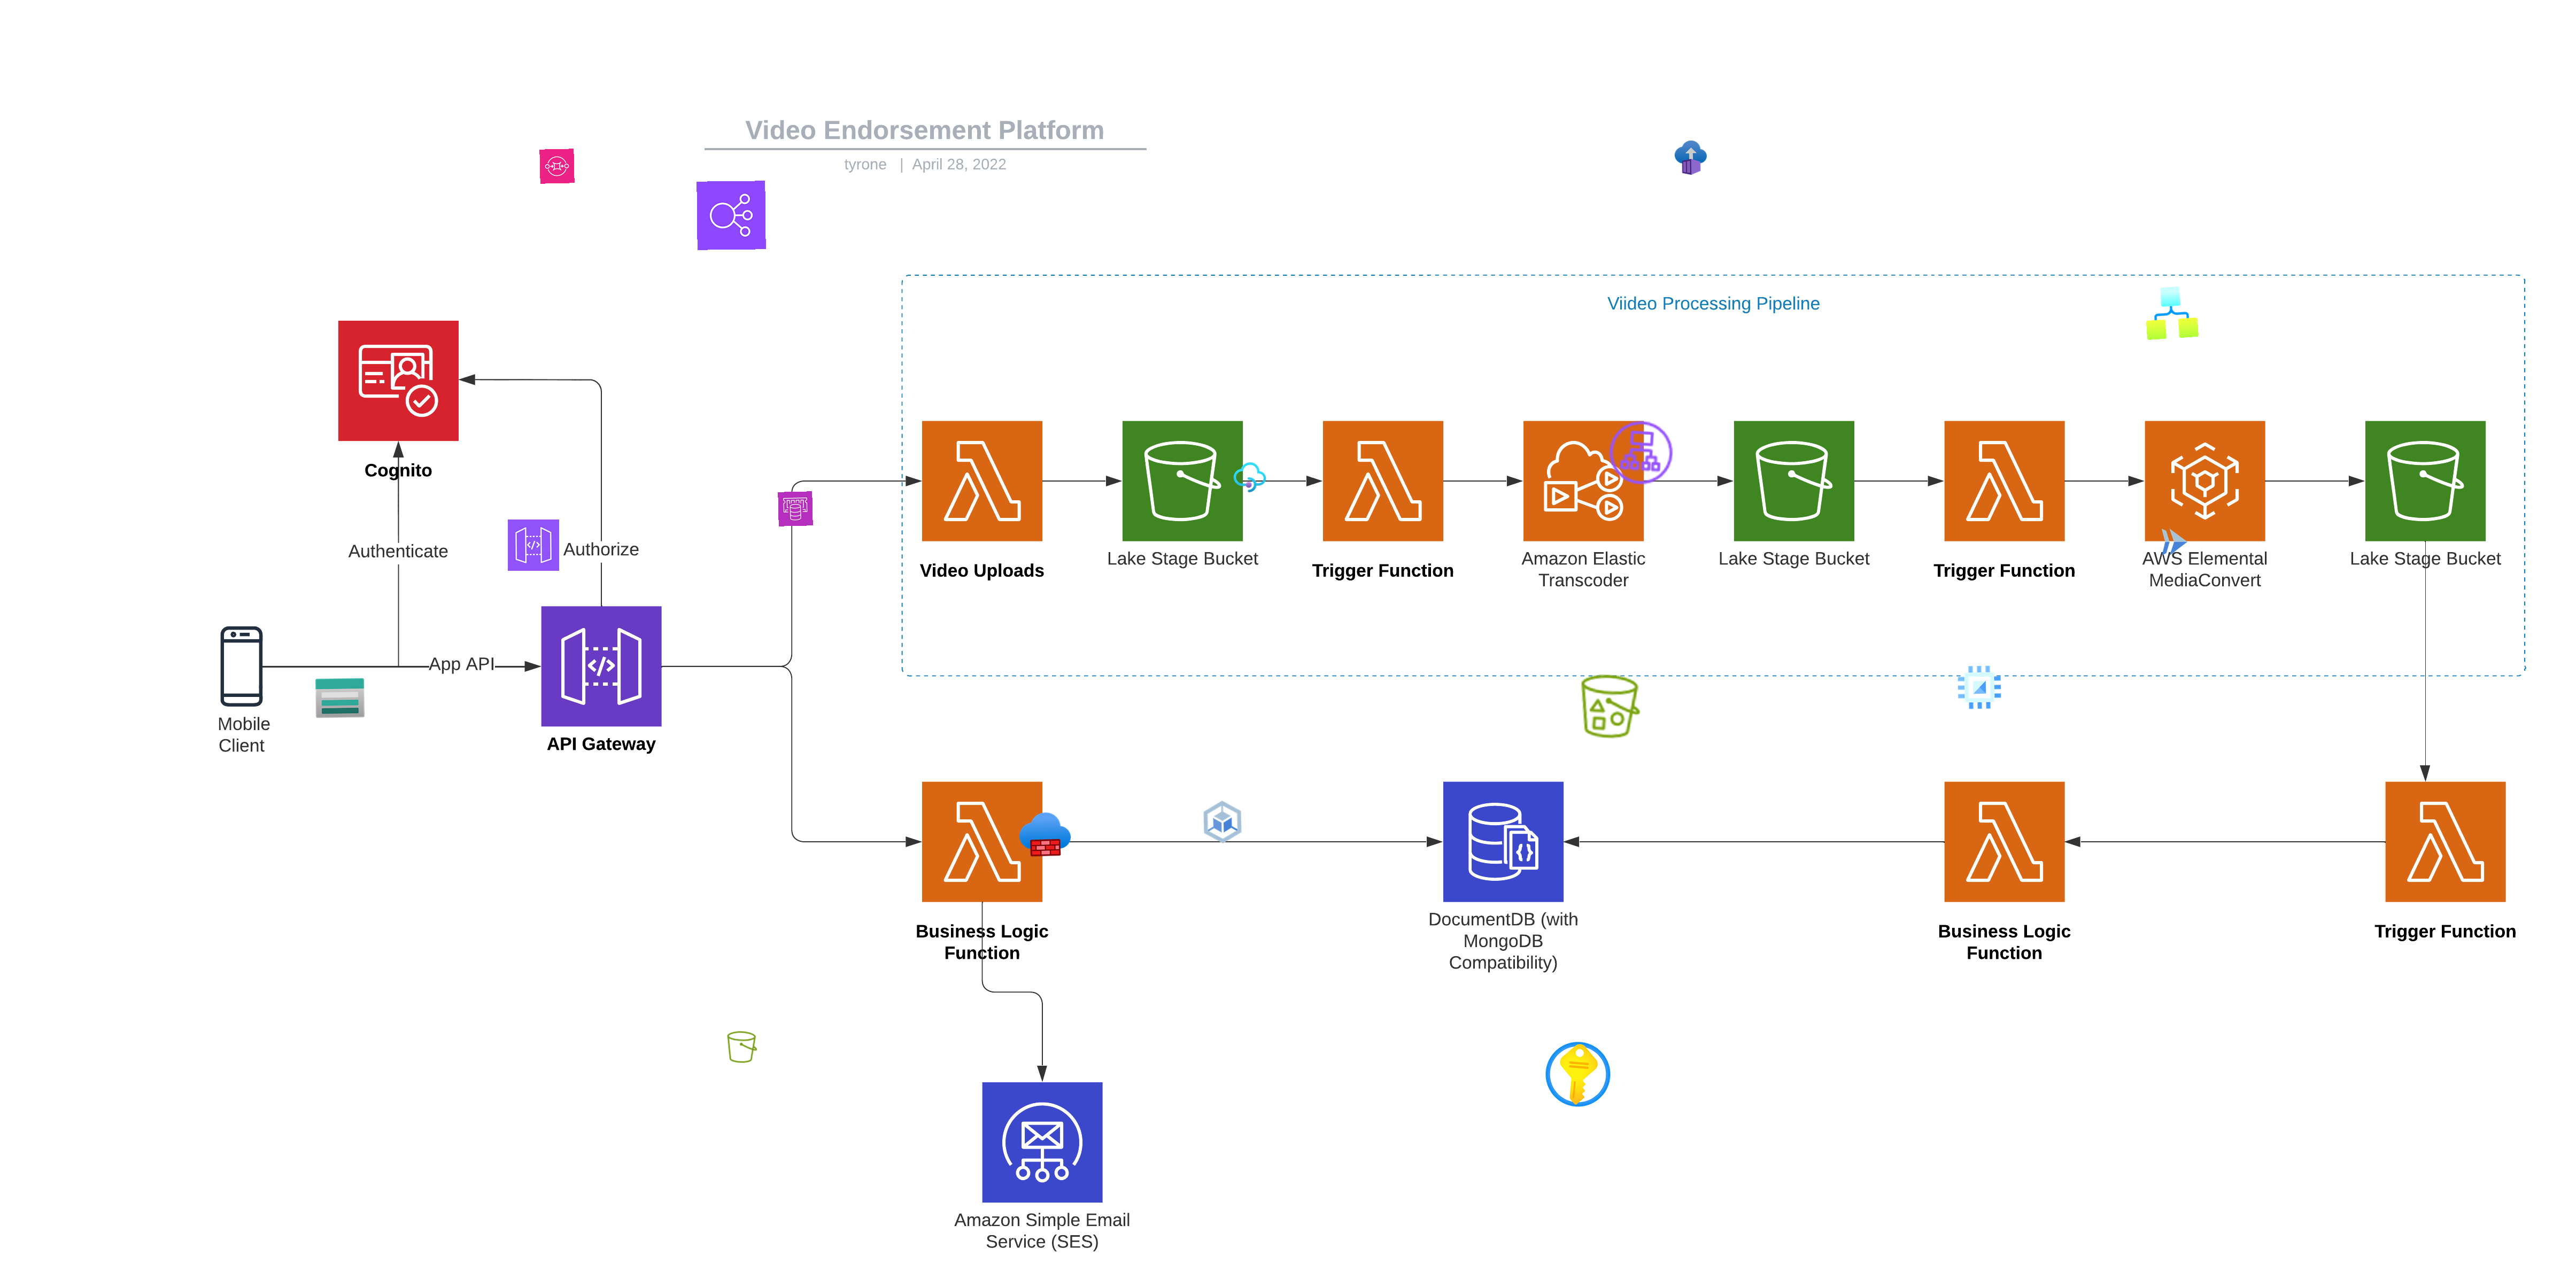 Video Endorsement Platform
tyrone | April 28, 2022
Viideo Processing Pipeline
Cognito
Authenticate
Authorize
Video Uploads
Lake Stage Bucket
Trigger Function
Amazon Elastic
Transcoder
Lake Stage Bucket
Trigger Function
AWS Elemental
MediaConvert
Lake Stage Bucket
App API
Mobile
Client
API Gateway
Business Logic
Function
DocumentDB (with
MongoDB
Compatibility)
Business Logic
Function
Trigger Function
Amazon Simple Email
Service (SES)